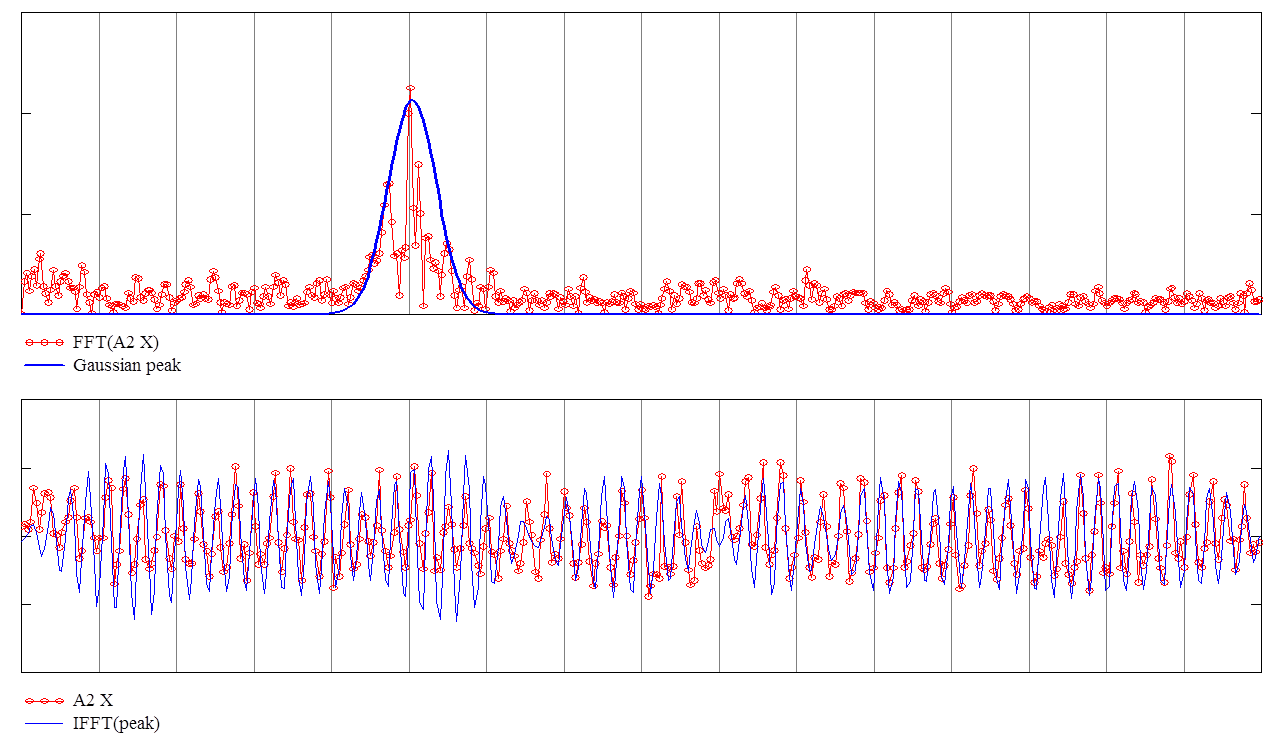 FFT(A2 X)
Gaussian peak
A2 X
IFFT(peak)